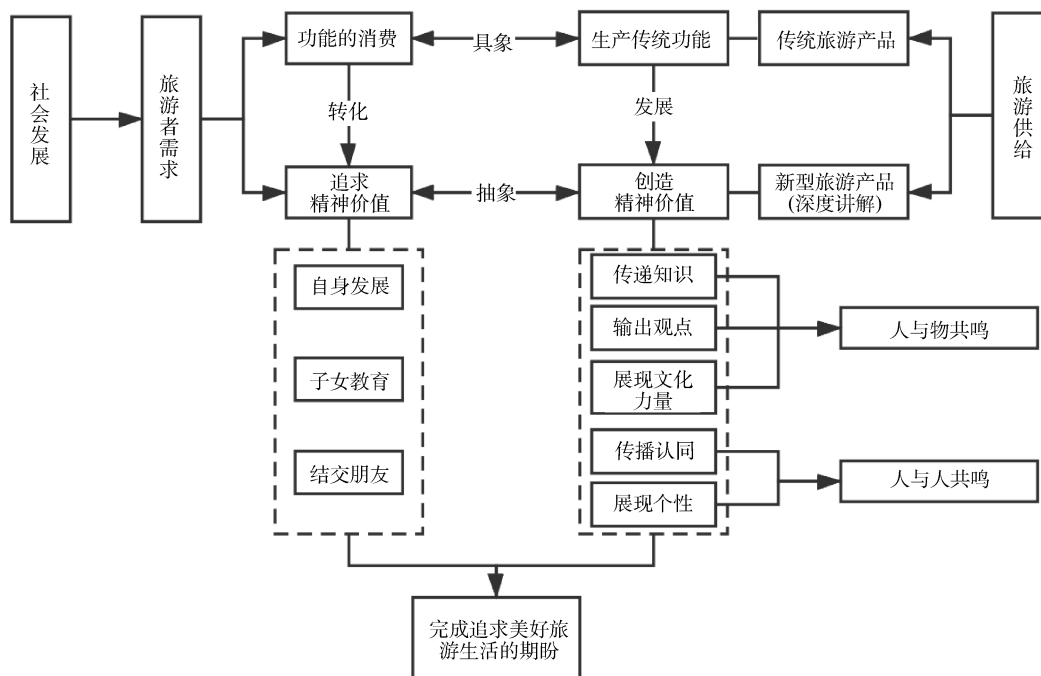 社会发展
旅游者需求
功能的消费
具象
生产传统功能
传统旅游产品
旅游供给
转化
发展
追求
精神价值
抽象
创造
精神价值
新型旅游产品
(深度讲解)
自身发展
子女教育
结交朋友
传递知识
输出观点
展现文化
力量
传播认同
展现个性
人与物共鸣
人与人共鸣
完成追求美好旅
游生活的期盼